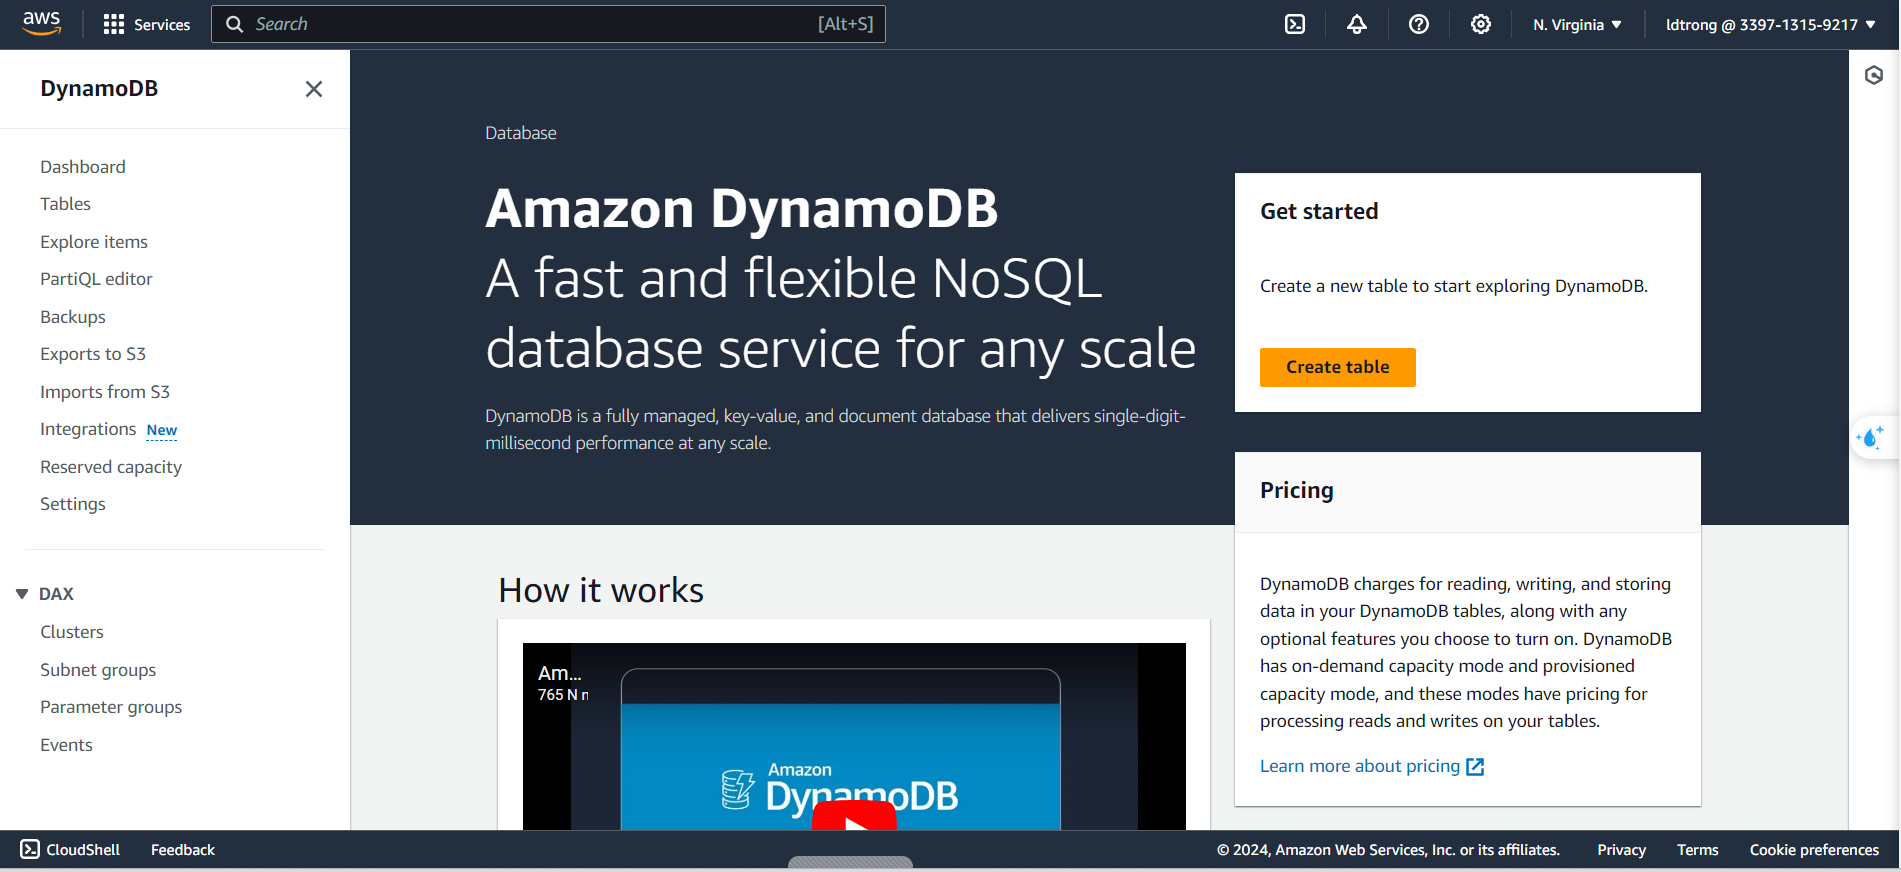 aws
Services
Search
[Alt+S]
N. Virginia
ldtrong @ 3397-1315-9217
DynamoDB
Dashboard
Tables
Explore items
PartiQL editor
Backups
Exports to S3
Imports from S3
Integrations New
Reserved capacity
Settings
DAX
Clusters
Subnet groups
Parameter groups
Events
Database
Amazon DynamoDB
A fast and flexible NoSQL
database service for any scale
DynamoDB is a fully managed, key-value, and document database that delivers single-digit-
millisecond performance at any scale.
Get started
Create a new table to start exploring DynamoDB.
Create table
Pricing
DynamoDB charges for reading, writing, and storing
data in your DynamoDB tables, along with any
optional features you choose to turn on. DynamoDB
has on-demand capacity mode and provisioned
capacity mode, and these modes have pricing for
processing reads and writes on your tables.
Learn more about pricing
How it works
Am...
765 N
Amazon
DynamoDB
CloudShell
Feedback
© 2024, Amazon Web Services, Inc. or its affiliates.
Privacy
Terms
Cookie preferences